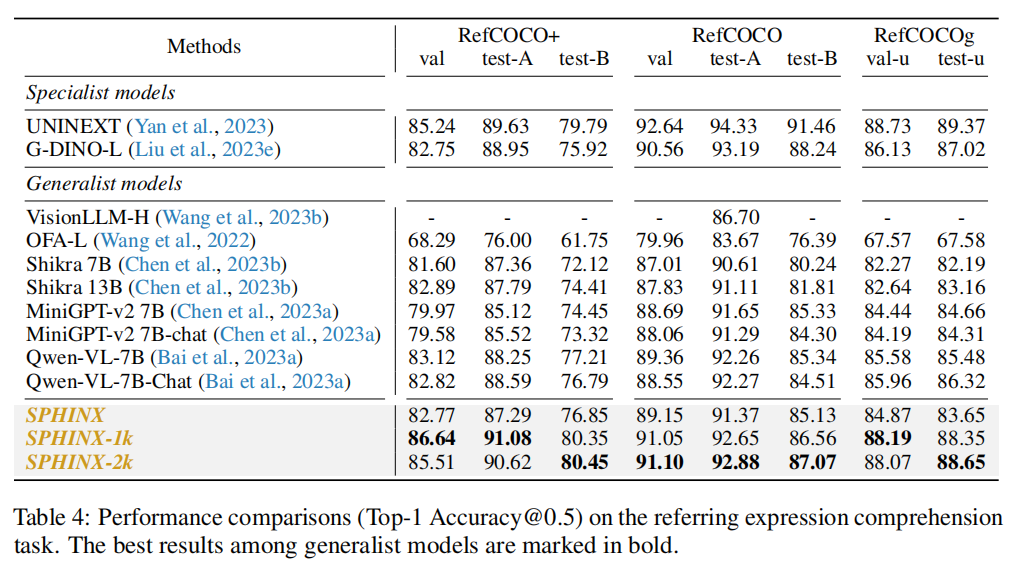 Methods RefCOCO+ RefCOCO RefCOCOg
val test-A test-B val test-A test-B val-u test-u
Specialist models
UNINEXT (Yan et al., 2023) 85.24 89.63 79.79 92.64 94.33 91.46 88.73 89.37
G-DINO-L (Liu et al., 2023e) 82.75 88.95 75.92 90.56 93.19 88.24 86.13 87.02
Generalist models
VisionLLM-H (Wang et al., 2023b) - - - - 86.70 - - -
OFA-L (Wang et al., 2022) 68.29 76.00 61.75 79.96 83.67 76.39 67.57 67.58
Shikra 7B (Chen et al., 2023b) 81.60 87.36 72.12 87.01 90.61 80.24 82.27 82.19
Shikra 13B (Chen et al., 2023b) 82.89 87.79 74.41 87.83 91.11 81.81 82.64 83.16
MiniGPT-v2 7B (Chen et al., 2023a) 79.97 85.12 74.45 88.69 91.65 85.33 84.44 84.66
MiniGPT-v2 7B-chat (Chen et al., 2023a) 79.58 85.52 73.32 88.06 91.29 84.30 84.19 84.31
Qwen-VL-7B (Bai et al., 2023a) 83.12 88.25 77.21 89.36 92.26 85.34 85.58 85.48
Qwen-VL-7B-Chat (Bai et al., 2023a) 82.82 88.59 76.79 88.55 92.27 84.51 85.96 86.32
SPHINX 82.77 87.29 76.85 89.15 91.37 85.13 84.87 83.65
SPHINX-1k 86.64 91.08 80.35 91.05 92.65 86.56 88.19 88.35
SPHINX-2k 85.51 90.62 80.45 91.10 92.88 87.07 88.07 88.65
Table 4: Performance comparisons (Top-1 Accuracy@0.5) on the referring expression comprehension
task. The best results among generalist models are marked in bold.